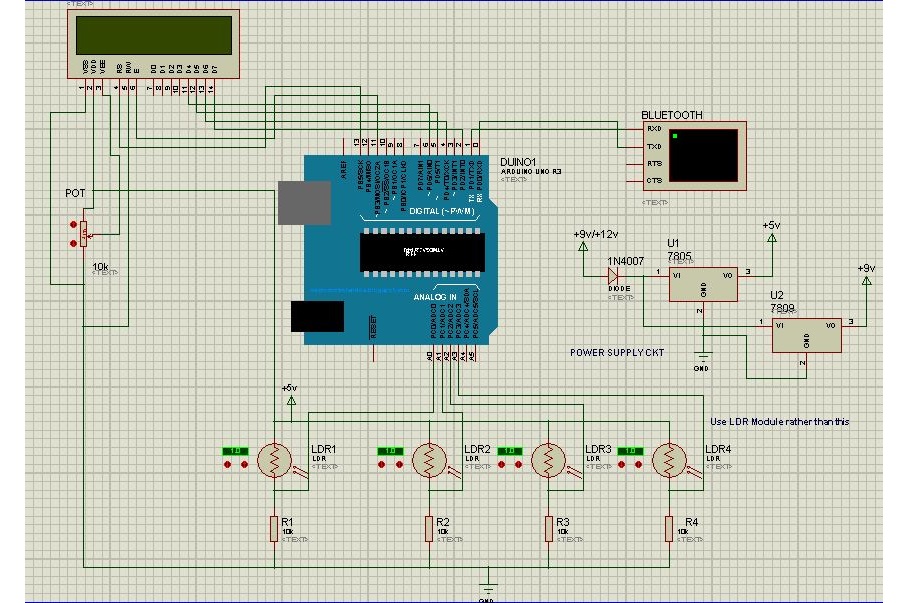 <TEXT>
VSS VDD VEE RS RW E D0 D1 D2 D3 D4 D5 D6 D7
1 2 3 4 5 6 7 8 9 10 11 12 13 14
BLUETOOTH
RXD
TXD
RTS
CTS
<TEXT>
13 12 11 10 9 8 7 6 5 4 3 2 1 0
DUINO1
ARDUINO UNO R3
<TEXT>
AREF
TX
RX
DIGITAL (~PWM)
POT
10k
<TEXT>
ANALOG IN
RESET
A0 A1 A2 A3 A4 A5
+9v/+12v
1N4007
DIODE
<TEXT>
U1
7805
<TEXT>
1 VI VO 3
GND
2
+5v
U2
7809
<TEXT>
1 VI VO 3
GND
2
+9v
GND
POWER SUPPLY CKT
+5v
Use LDR Module rather than this
1.0
LDR1
LDR
<TEXT>
1.0
LDR2
LDR
<TEXT>
1.0
LDR3
LDR
<TEXT>
1.0
LDR4
LDR
<TEXT>
R1
10k
<TEXT>
R2
10k
<TEXT>
R3
10k
<TEXT>
R4
10k
<TEXT>
GND